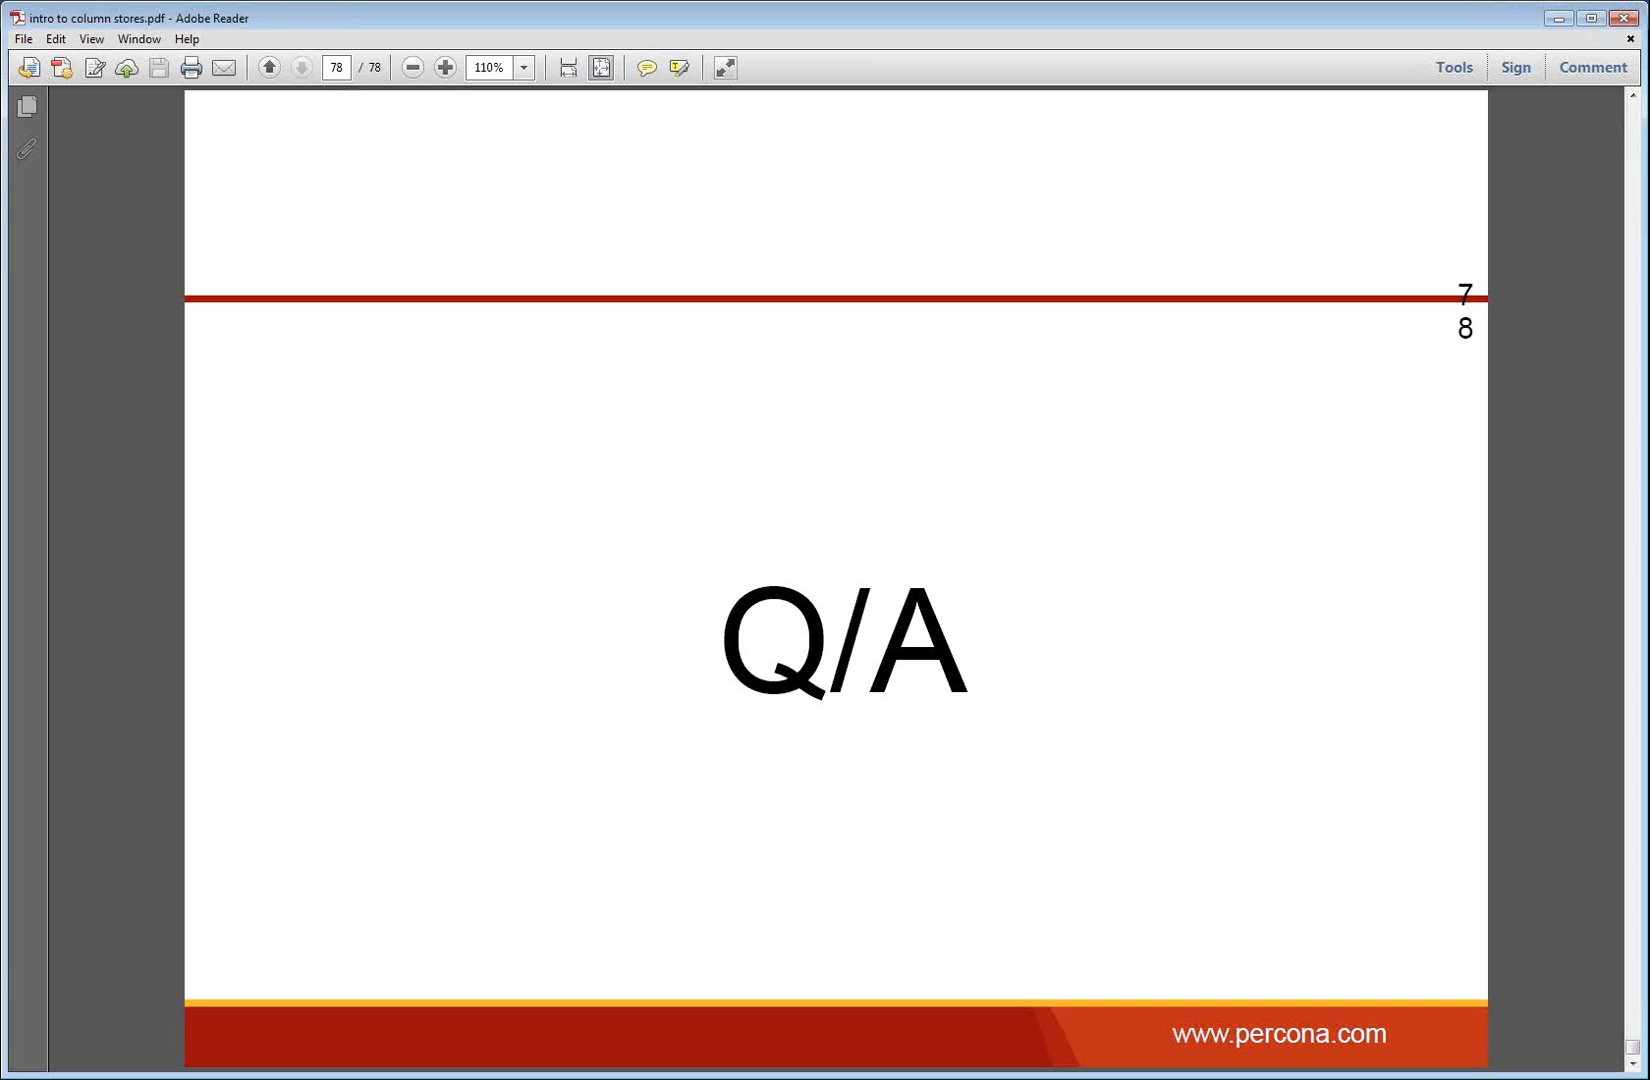 intro to column stores.pdf - Adobe Reader
File Edit View Window Help
78 / 78 110% Tools Sign Comment
7
8
Q/A
www.percona.com